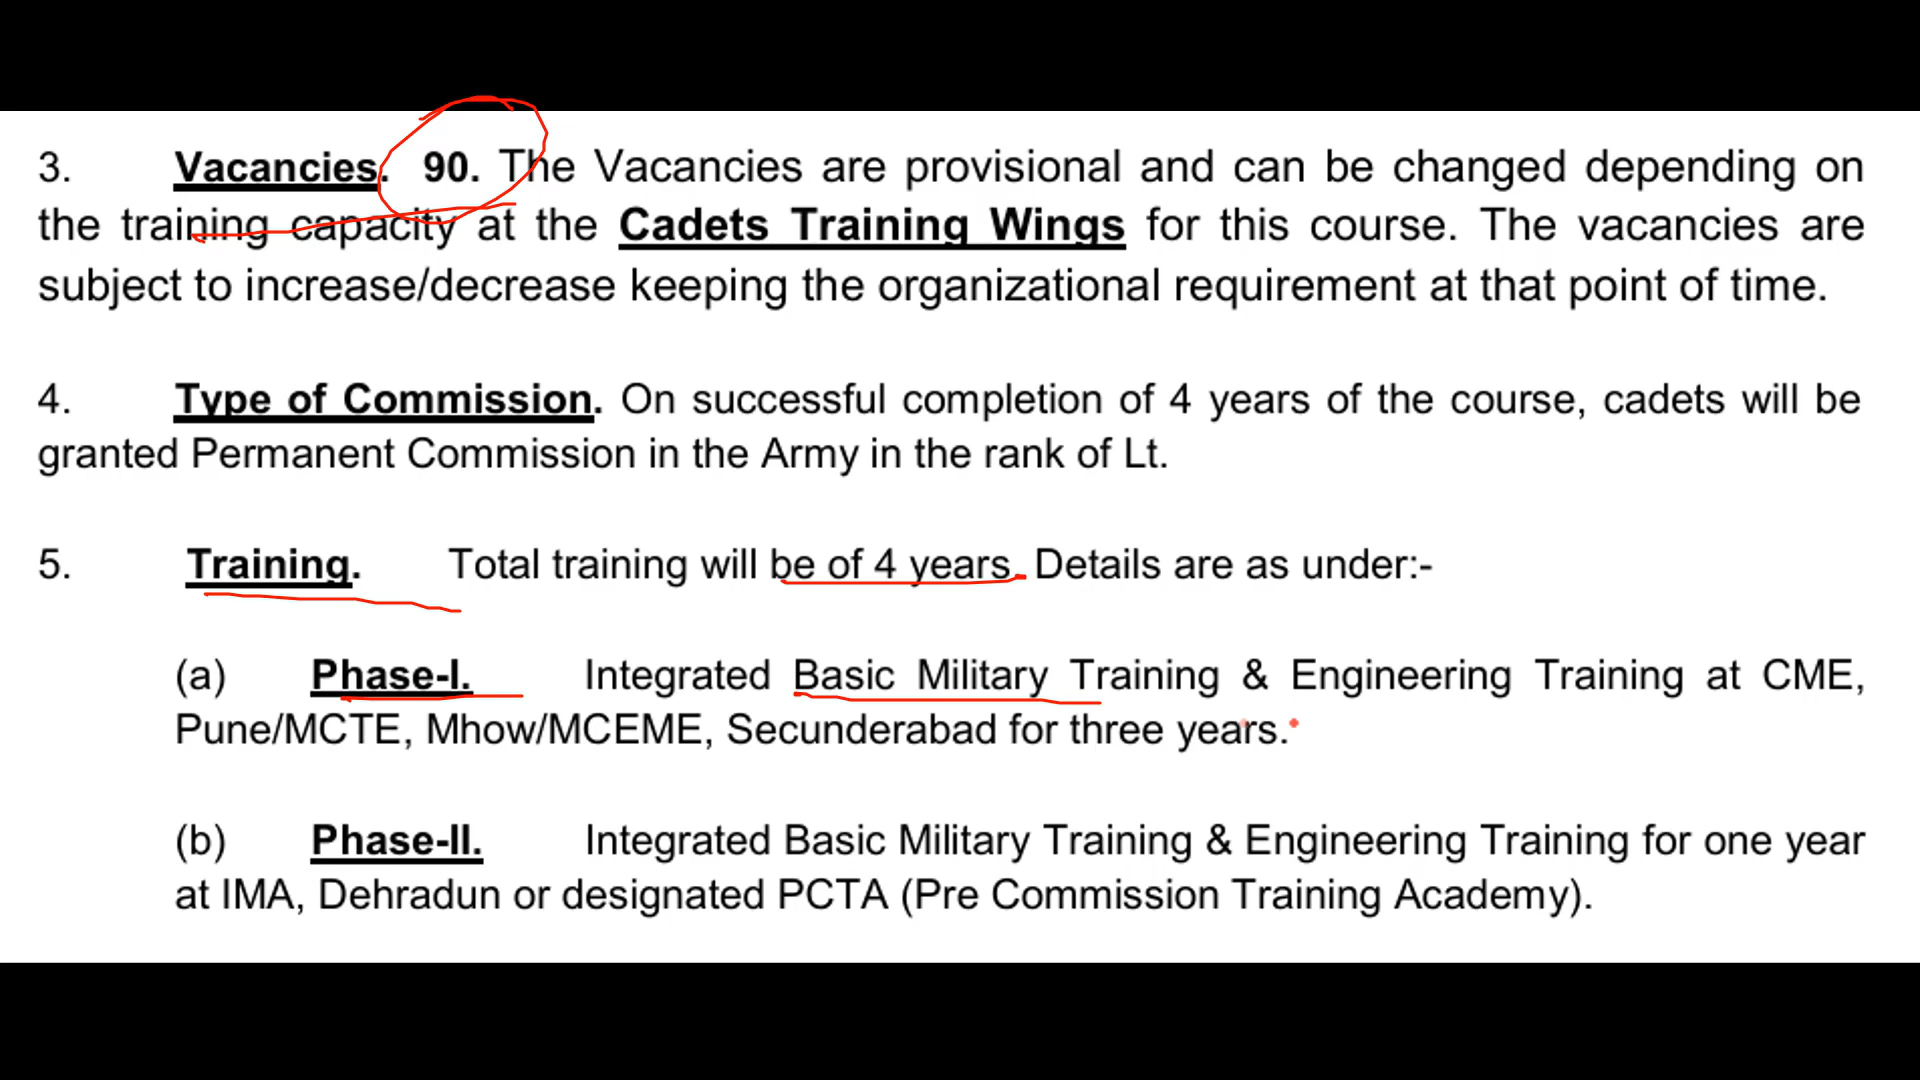 3. Vacancies. 90. The Vacancies are provisional and can be changed depending on
the training capacity at the Cadets Training Wings for this course. The vacancies are
subject to increase/decrease keeping the organizational requirement at that point of time.
4. Type of Commission. On successful completion of 4 years of the course, cadets will be
granted Permanent Commission in the Army in the rank of Lt.
5. Training. Total training will be of 4 years. Details are as under:-
(a) Phase-I. Integrated Basic Military Training & Engineering Training at CME,
Pune/MCTE, Mhow/MCEME, Secunderabad for three years.
(b) Phase-II. Integrated Basic Military Training & Engineering Training for one year
at IMA, Dehradun or designated PCTA (Pre Commission Training Academy).